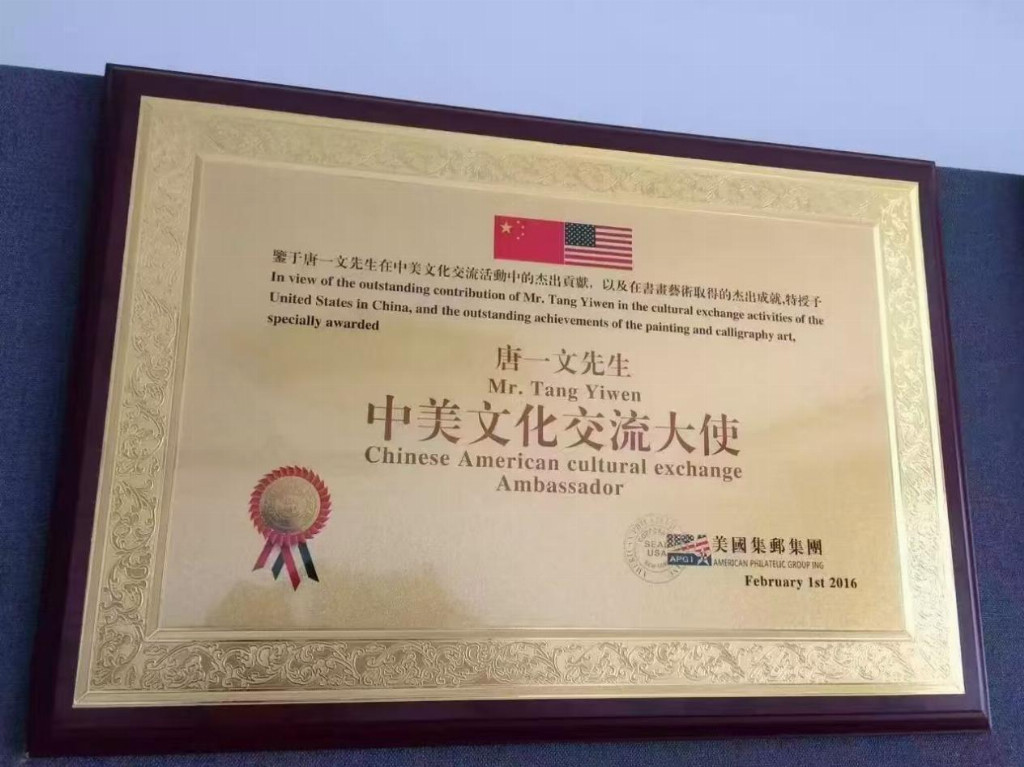 鑒于唐一文先生在中美文化交流活動中的杰出貢獻，以及在書畫藝術取得的杰出成就,特授予
In view of the outstanding contribution of Mr. Tang Yiwen in the cultural exchange activities of the
United States in China, and the outstanding achievements of the painting and calligraphy art,
specially awarded
唐一文先生
Mr. Tang Yiwen
中美文化交流大使
Chinese American cultural exchange
Ambassador
SEAL
USA
APGI
美國集郵集團
AMERICAN PHILATELIC GROUP ING
February 1st 2016